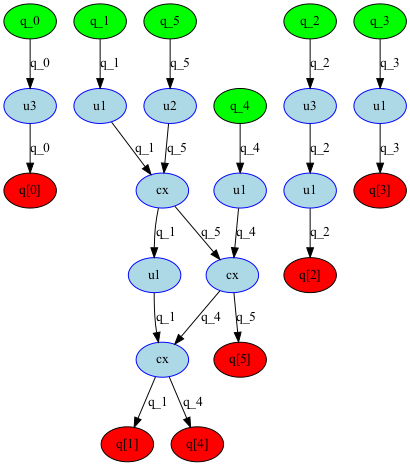 q_0 q_1 q_5 q_2 q_3
q_0 q_1 q_5 q_2 q_3
u3 u1 u2 q_4 u3 u1
q_0 q_1 q_5 q_4 q_2 q_3
q[0] cx u1 u1 q[3]
q_1 q_5 q_4 q_2
u1 cx q[2]
q_1 q_4 q_5
cx q[5]
q_1 q_4
q[1] q[4]